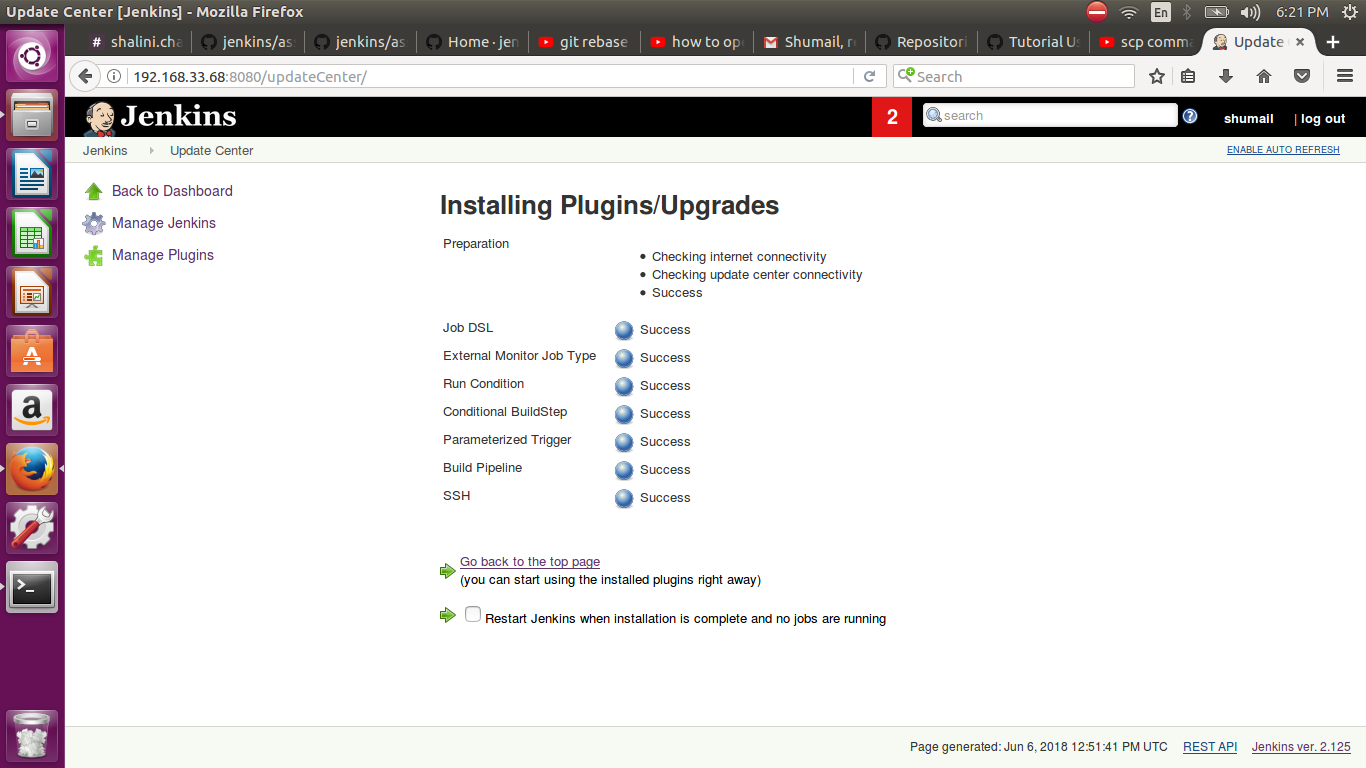 Update Center [Jenkins] - Mozilla Firefox
En
6:21 PM
# shalini.cha
jenkins/as
jenkins/as
Home · jen
git rebase
how to op
Shumail, r
Repositori
Tutorial Us
scp comma
Update
192.168.33.68:8080/updateCenter/
Search
Jenkins
2
search
shumail
| log out
Jenkins
Update Center
ENABLE AUTO REFRESH
Back to Dashboard
Manage Jenkins
Manage Plugins
Installing Plugins/Upgrades
Preparation
• Checking internet connectivity
• Checking update center connectivity
• Success
Job DSL Success
External Monitor Job Type Success
Run Condition Success
Conditional BuildStep Success
Parameterized Trigger Success
Build Pipeline Success
SSH Success
Go back to the top page
(you can start using the installed plugins right away)
Restart Jenkins when installation is complete and no jobs are running
Page generated: Jun 6, 2018 12:51:41 PM UTC
REST API
Jenkins ver. 2.125